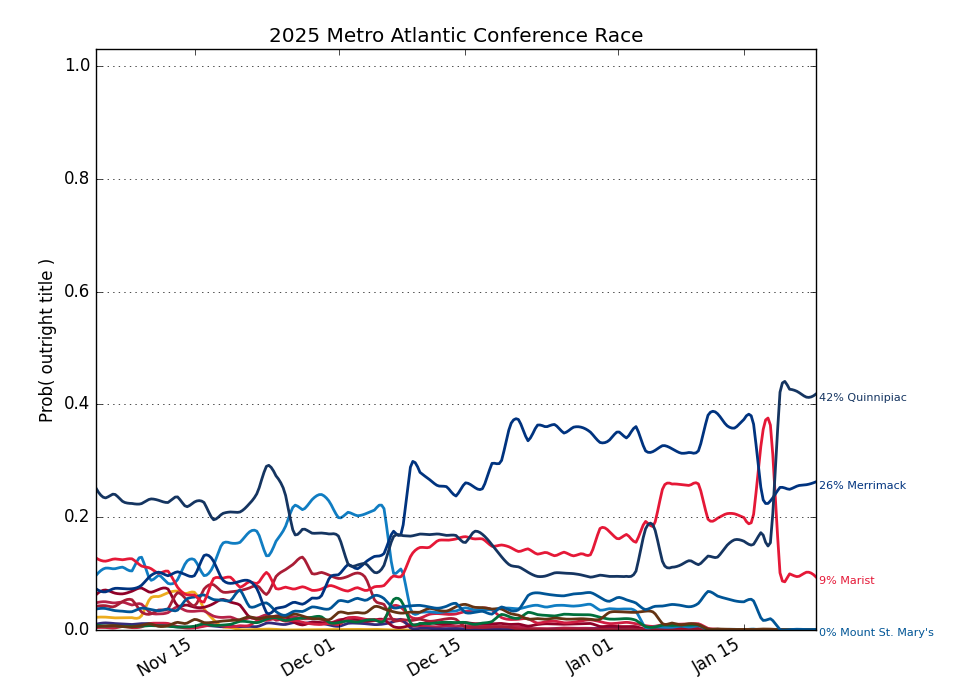 2025 Metro Atlantic Conference Race
Prob( outright title )
1.0
0.8
0.6
0.4
0.2
0.0
42% Quinnipiac
26% Merrimack
9% Marist
0% Mount St. Mary's
Nov 15
Dec 01
Dec 15
Jan 01
Jan 15